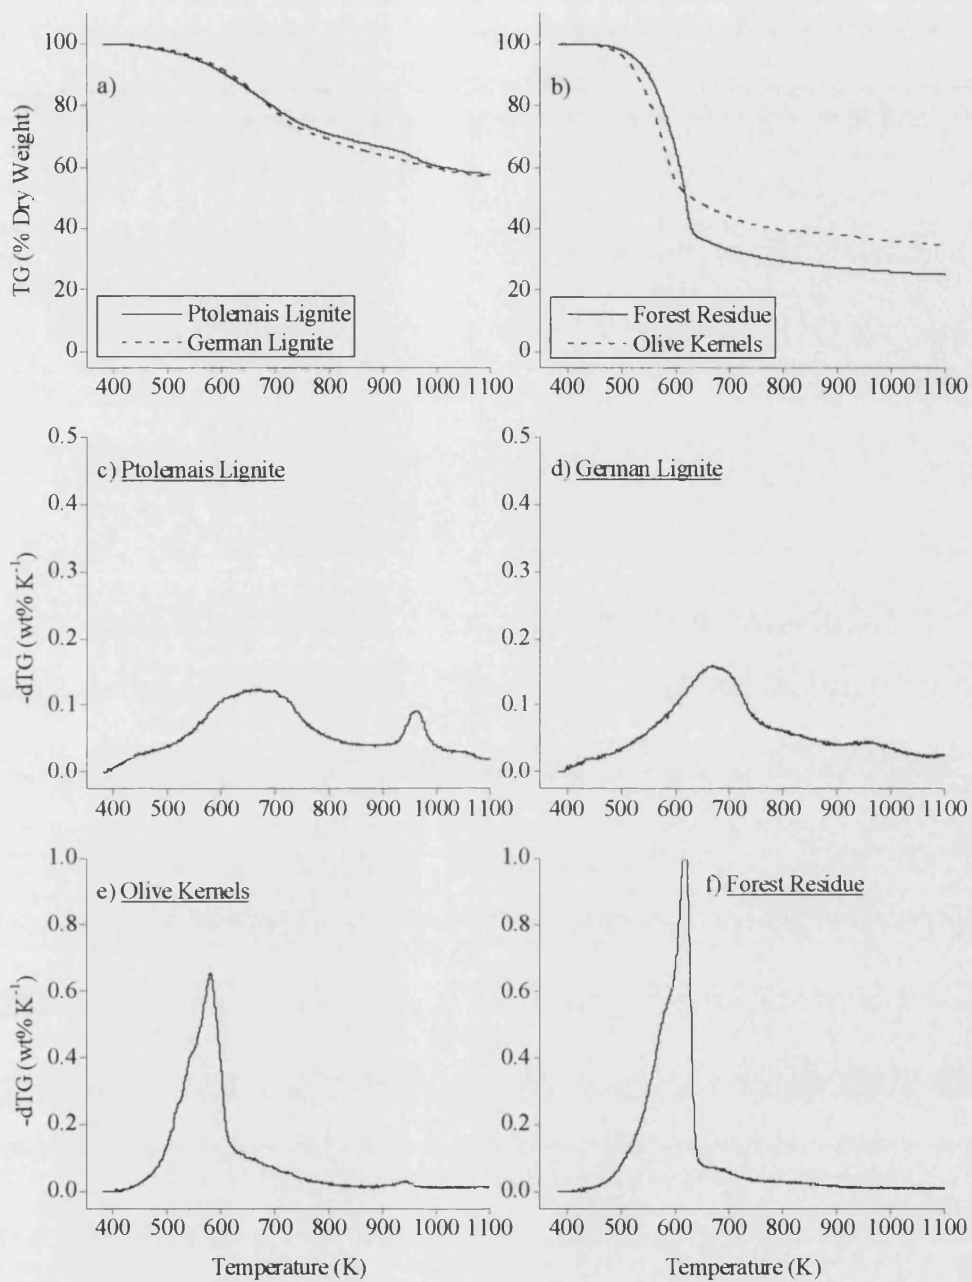 100
80
60
40
20
0
TG (% Dry Weight)
a)
Ptolemais Lignite
German Lignite
400 500 600 700 800 900 1000 1100
100
80
60
40
20
0
b)
Forest Residue
Olive Kernels
400 500 600 700 800 900 1000 1100
0.5
0.4
0.3
0.2
0.1
0.0
-dTG (wt% K⁻¹)
c) Ptolemais Lignite
400 500 600 700 800 900 1000 1100
0.5
0.4
0.3
0.2
0.1
0.0
d) German Lignite
400 500 600 700 800 900 1000 1100
1.0
0.8
0.6
0.4
0.2
0.0
-dTG (wt% K⁻¹)
e) Olive Kernels
400 500 600 700 800 900 1000 1100
Temperature (K)
1.0
0.8
0.6
0.4
0.2
0.0
f) Forest Residue
400 500 600 700 800 900 1000 1100
Temperature (K)